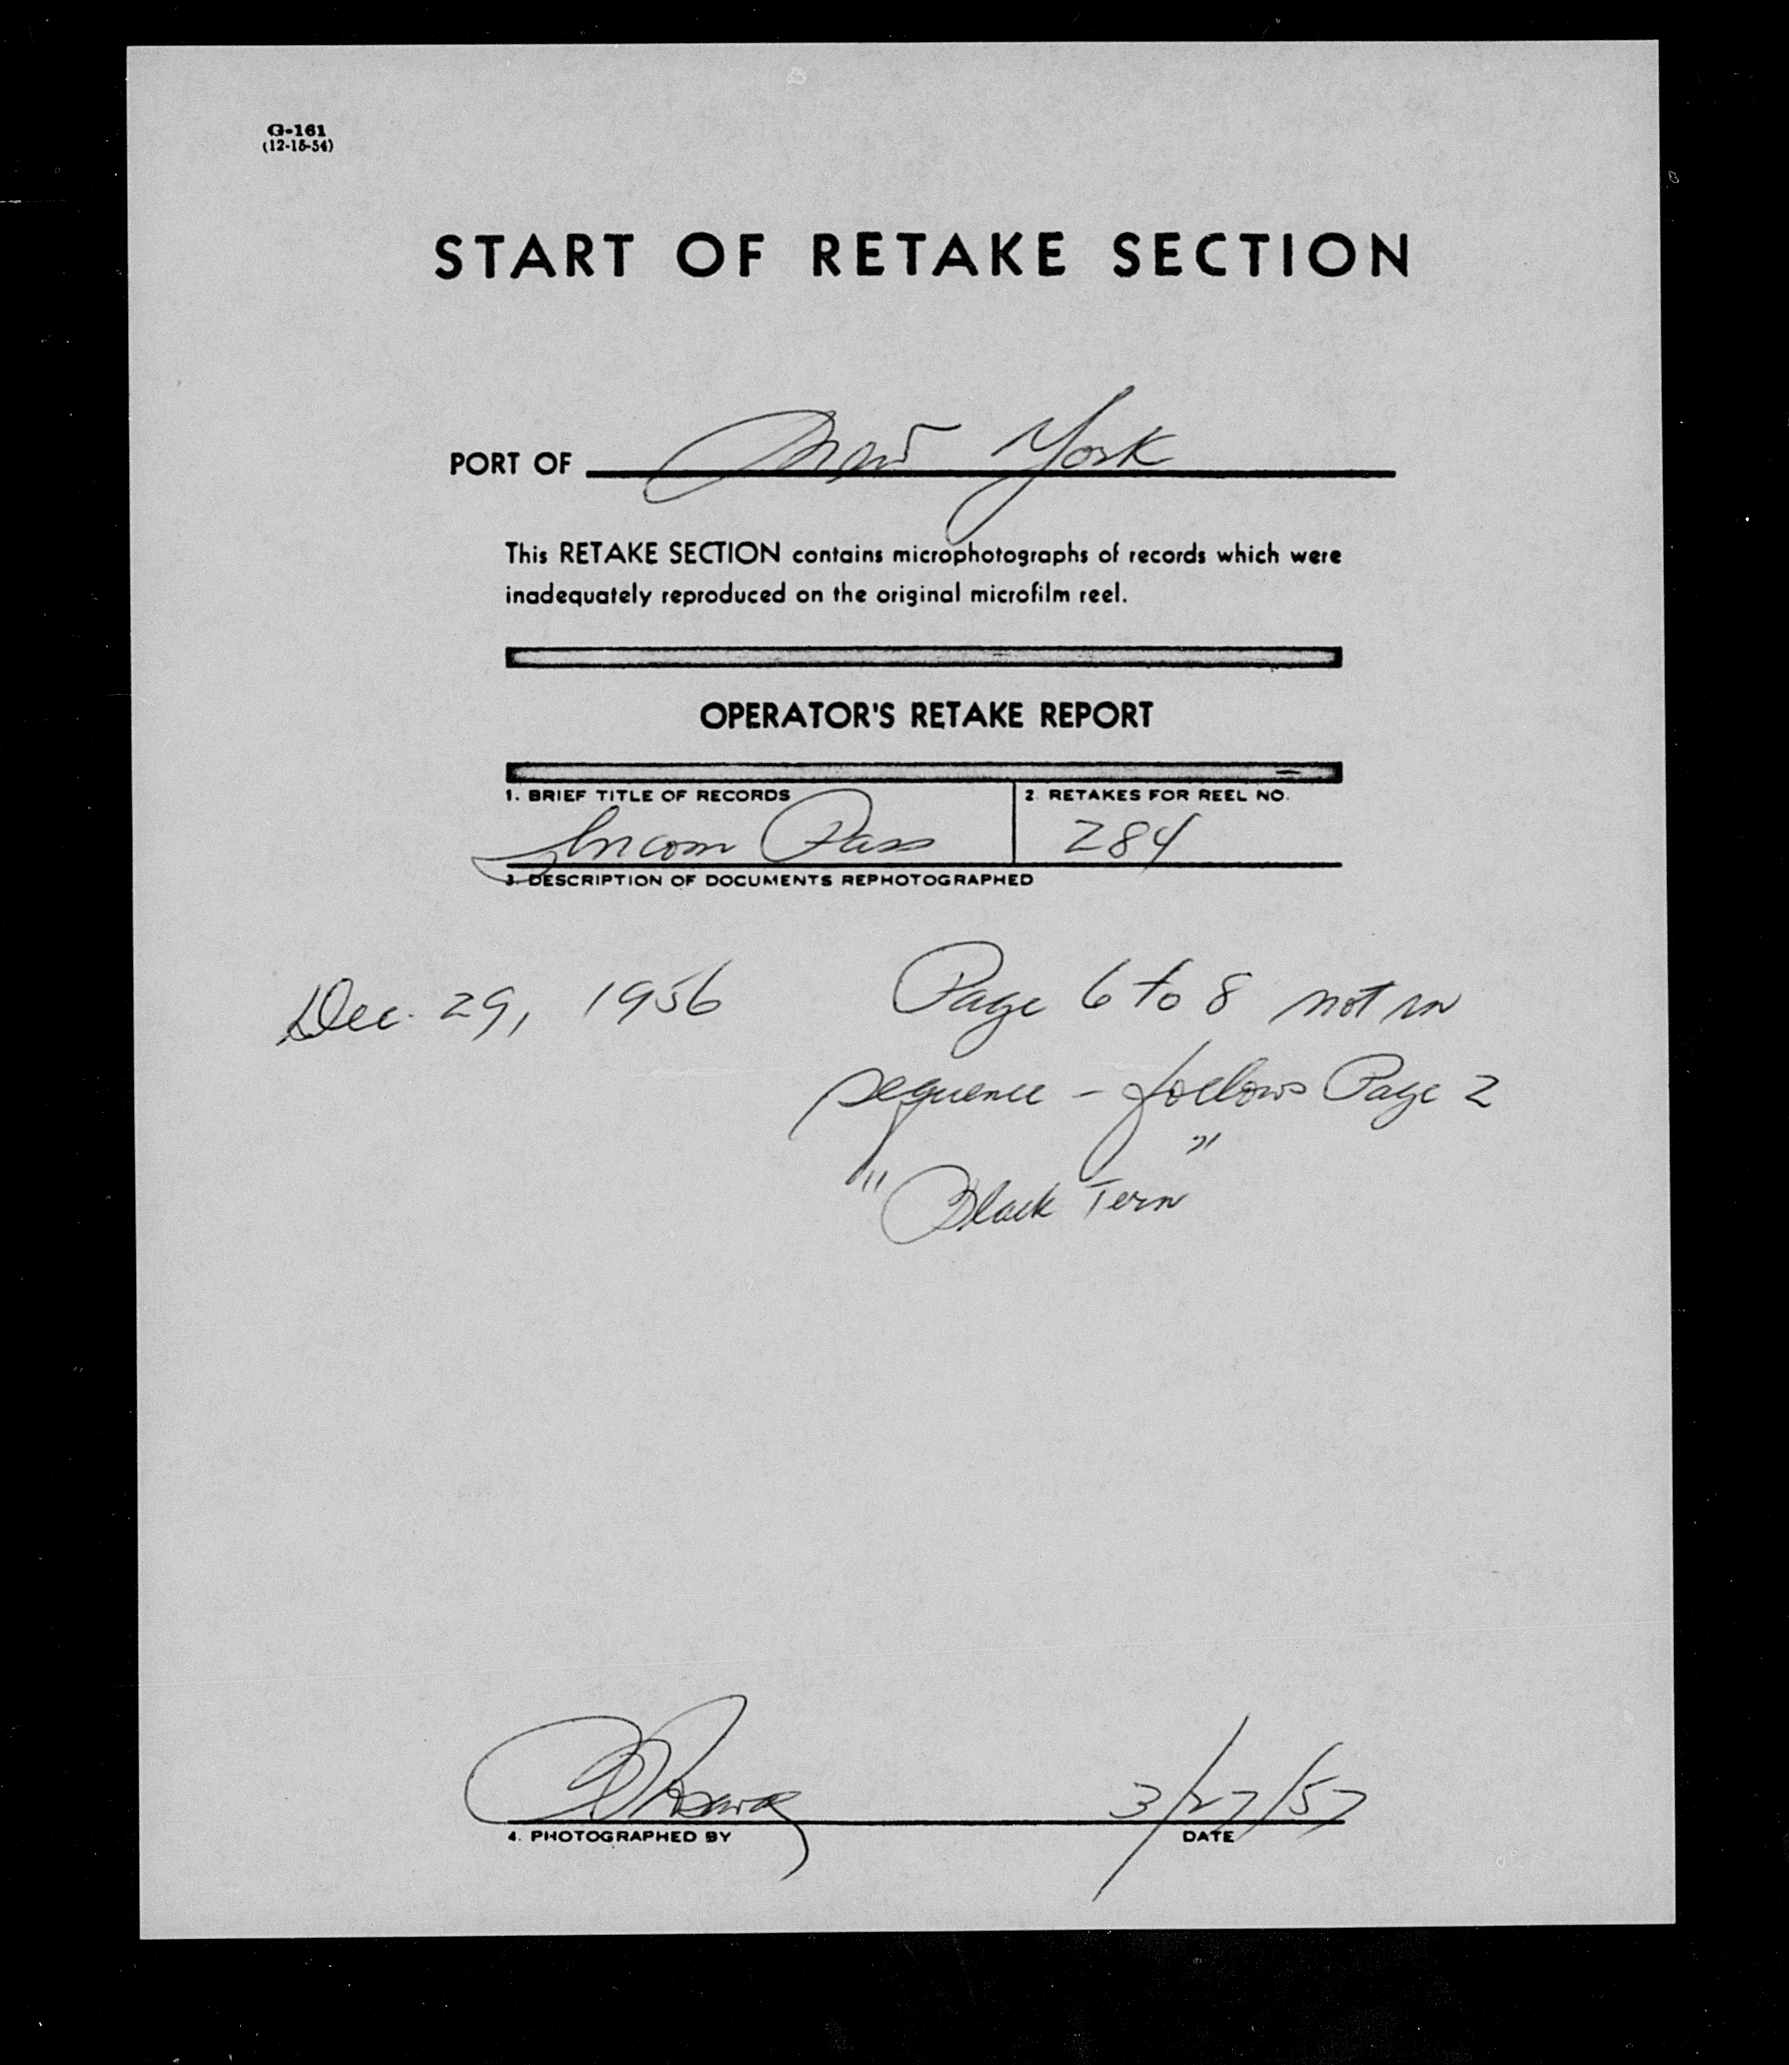 G-161
(12-15-54)
START OF RETAKE SECTION
PORT OF New York
This RETAKE SECTION contains microphotographs of records which were
inadequately reproduced on the original microfilm reel.
OPERATOR'S RETAKE REPORT
1. BRIEF TITLE OF RECORDS
2. RETAKES FOR REEL NO.
Incom Pass
284
3. DESCRIPTION OF DOCUMENTS REPHOTOGRAPHED
Dec. 29, 1956
Page 6 to 8 not in
sequence - follows Page 2
"Black Tern"
3/27/57
4. PHOTOGRAPHED BY
DATE